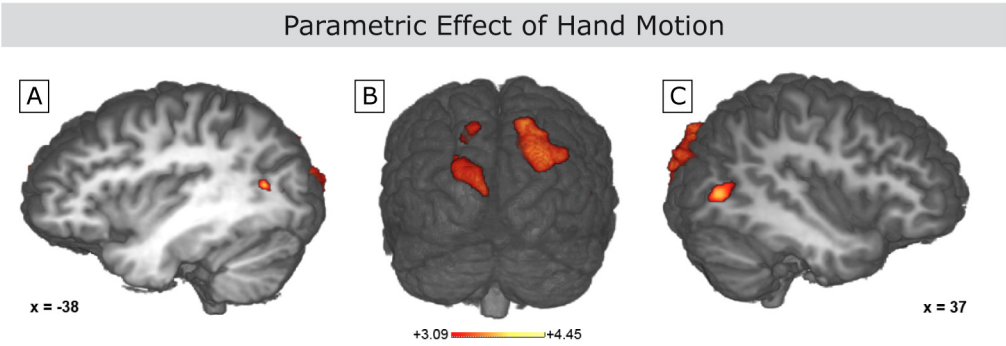 Parametric Effect of Hand Motion
A
B
C
x = -38
x = 37
+3.09
+4.45